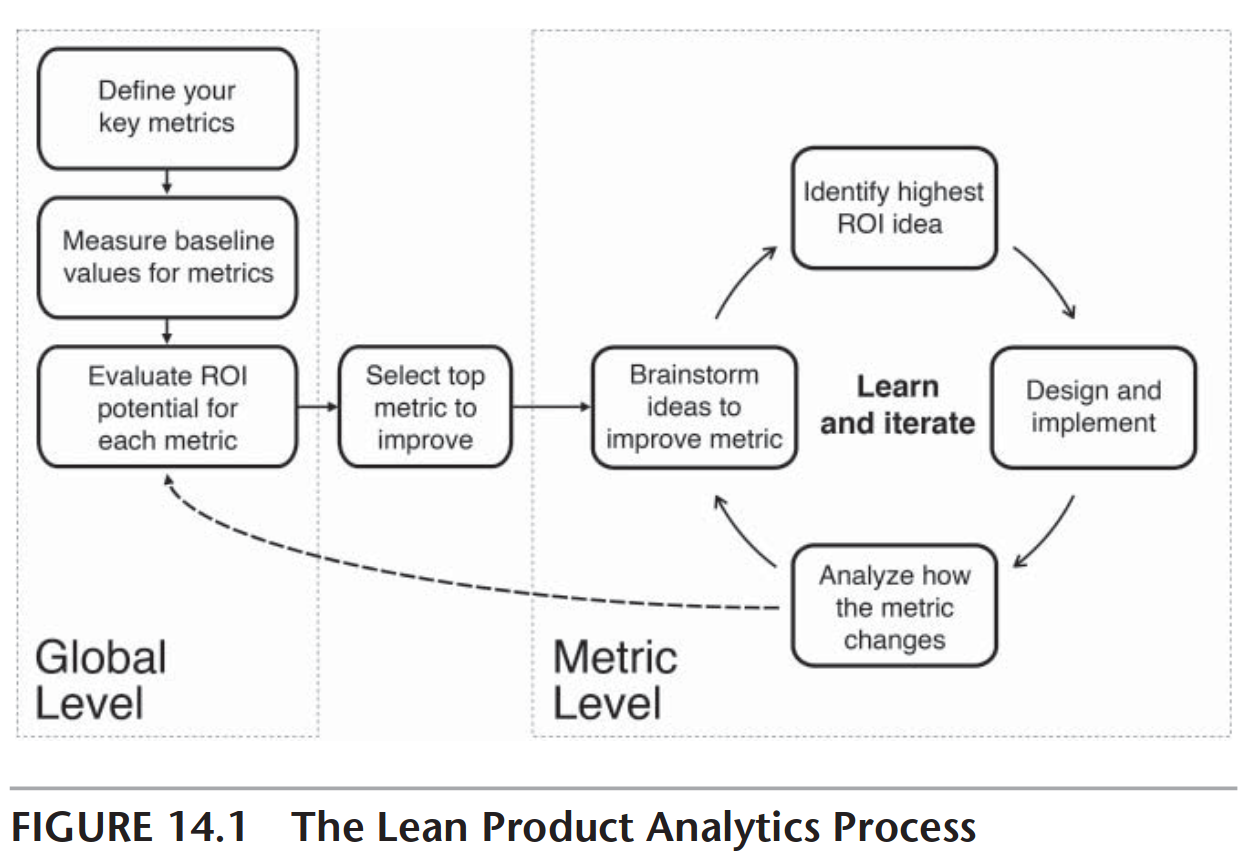 Define your
key metrics
Measure baseline
values for metrics
Evaluate ROI
potential for
each metric
Select top
metric to
improve
Brainstorm
ideas to
improve metric
Identify highest
ROI idea
Learn
and iterate
Design and
implement
Analyze how
the metric
changes
Global
Level
Metric
Level
FIGURE 14.1 The Lean Product Analytics Process